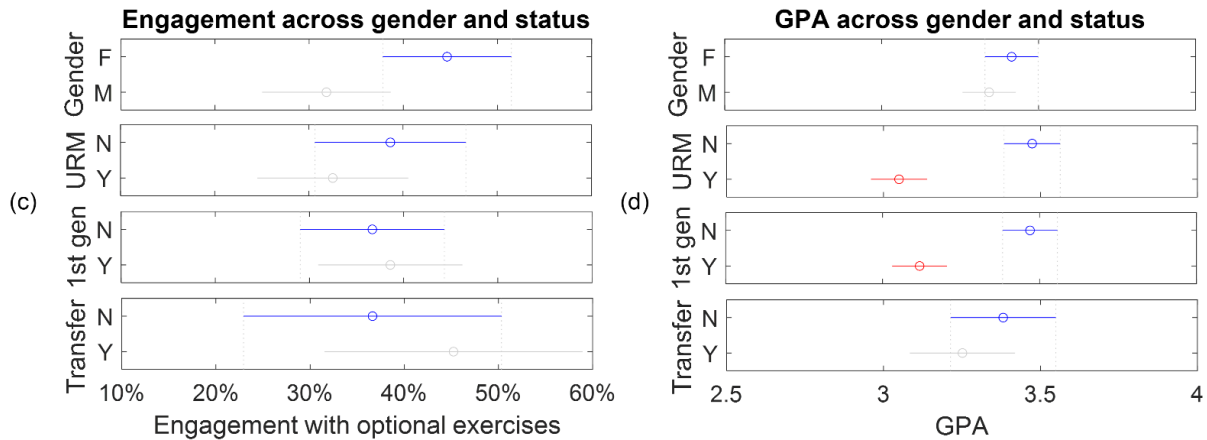 Engagement across gender and status
Gender
F
M
URM
N
Y
(c)
1st gen
N
Y
Transfer
N
Y
10% 20% 30% 40% 50% 60%
Engagement with optional exercises
GPA across gender and status
Gender
F
M
URM
N
Y
(d)
1st gen
N
Y
Transfer
N
Y
2.5 3 3.5 4
GPA